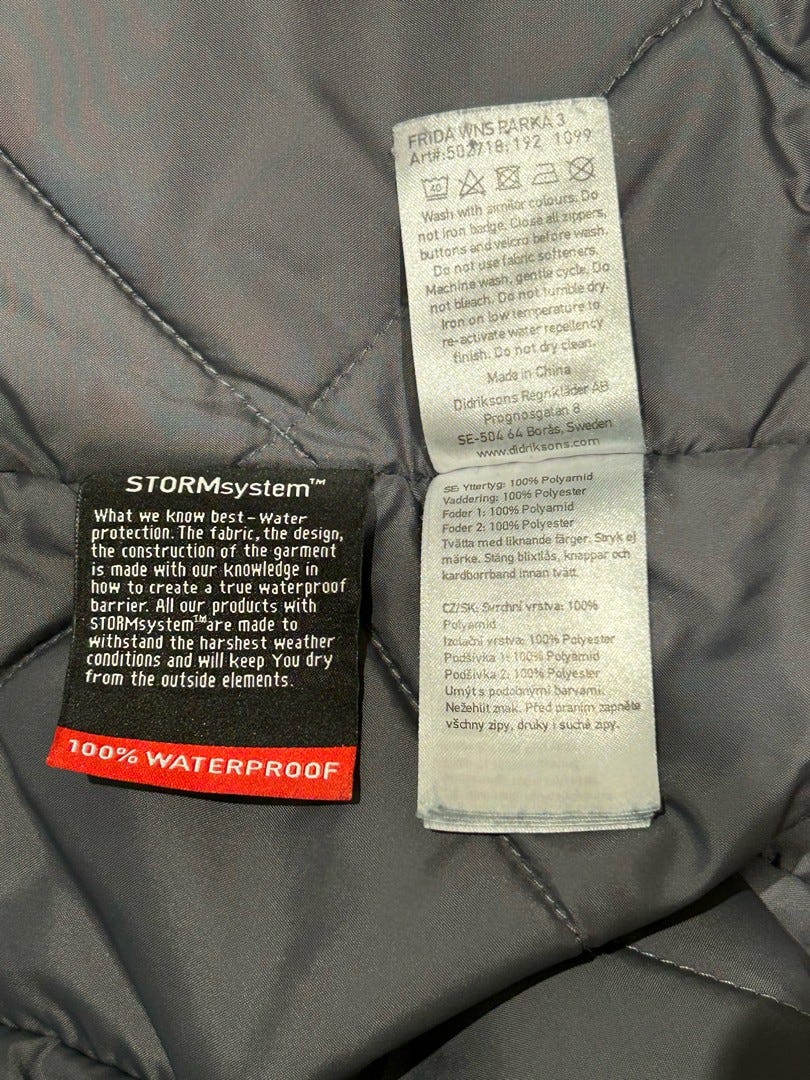 FRIDA WNS PARKA 3
Art#:502718, 192 1099
40
Wash with similar colours. Do
not iron badge. Close all zippers,
buttons and velcro before wash.
Do not use fabric softeners.
Machine wash, gentle cycle. Do
not bleach. Do not tumble dry.
Iron on low temperature to
re-activate water repellency
finish. Do not dry clean.
Made in China
Didriksons Regnkläder AB
Prognosgatan 8
SE-504 64 Borås, Sweden
www.didriksons.com
SE: Yttertyg: 100% Polyamid
Vaddering: 100% Polyester
Foder 1: 100% Polyamid
Foder 2: 100% Polyester
Tvätta med liknande färger. Stryk ej
märke. Stäng blixtlås, knappar och
kardborrband innan tvätt.
CZ/SK: Svrchní vrstva: 100%
Polyamid
Izolační vrstva: 100% Polyester
Podšívka 1: 100% Polyamid
Podšívka 2: 100% Polyester
Umýt s podobnými barvami.
Nežehlit znak. Před praním zapněte
všchny zipy, druky i suché zipy.
STORMsystem™
What we know best - Water
protection. The fabric, the design,
the construction of the garment
is made with our knowledge in
how to create a true waterproof
barrier. All our products with
STORMsystem™ are made to
withstand the harshest weather
conditions and will keep You dry
from the outside elements.
100% WATERPROOF